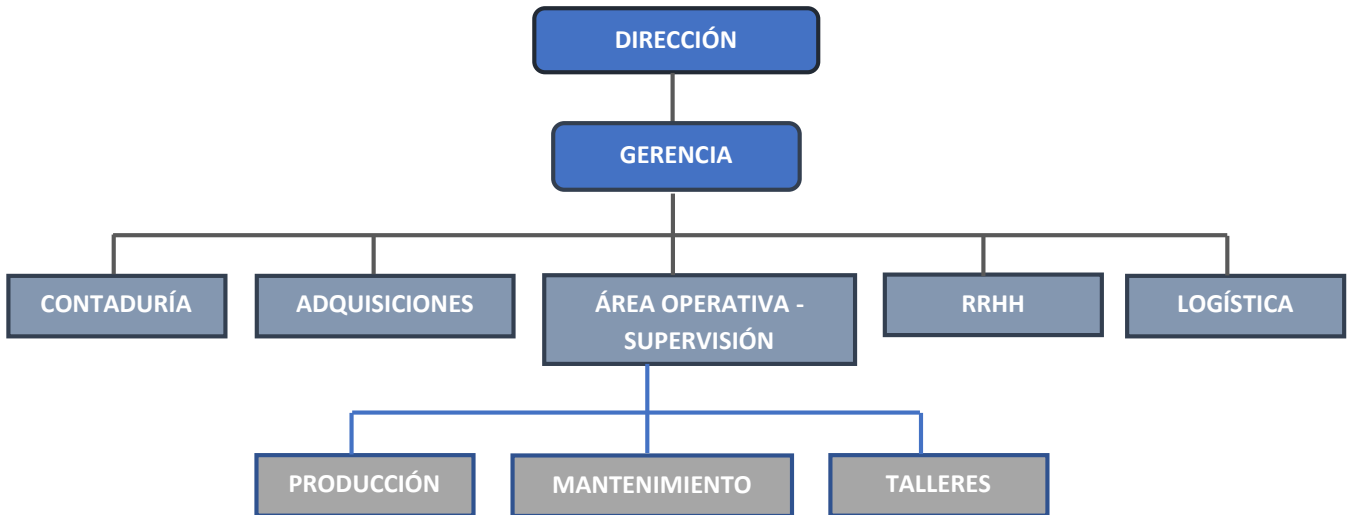 DIRECCIÓN
GERENCIA
CONTADURÍA
ADQUISICIONES
ÁREA OPERATIVA -
SUPERVISIÓN
RRHH
LOGÍSTICA
PRODUCCIÓN
MANTENIMIENTO
TALLERES